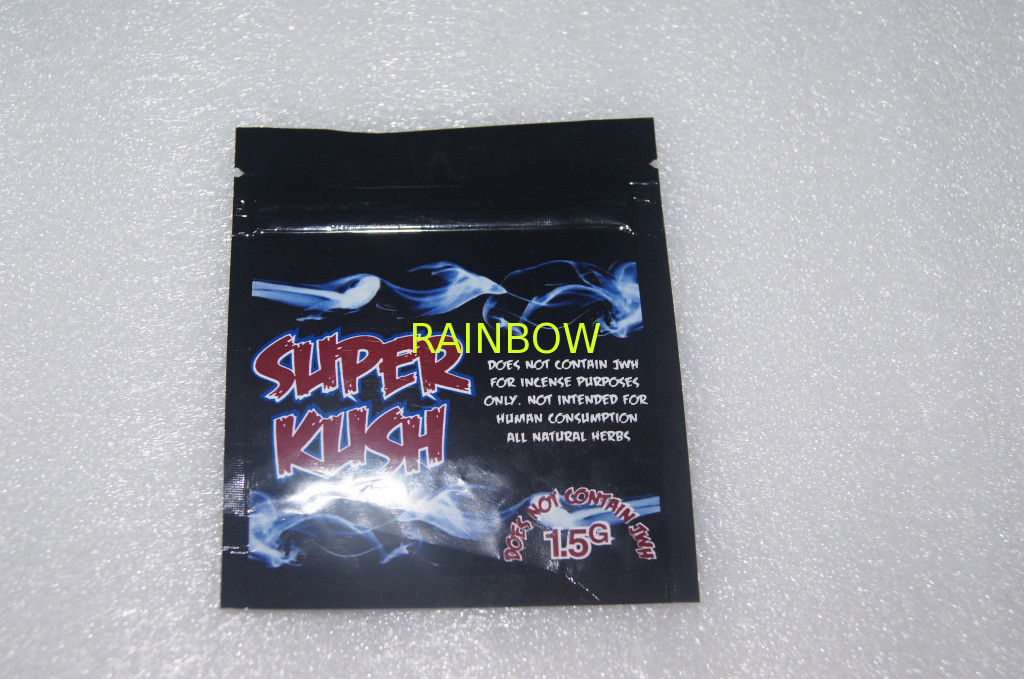 RAINBOW
SUPER
KUSH
DOES NOT CONTAIN JWH
FOR INCENSE PURPOSES
ONLY. NOT INTENDED FOR
HUMAN CONSUMPTION
ALL NATURAL HERBS
DOES NOT CONTAIN JWH
1.5G